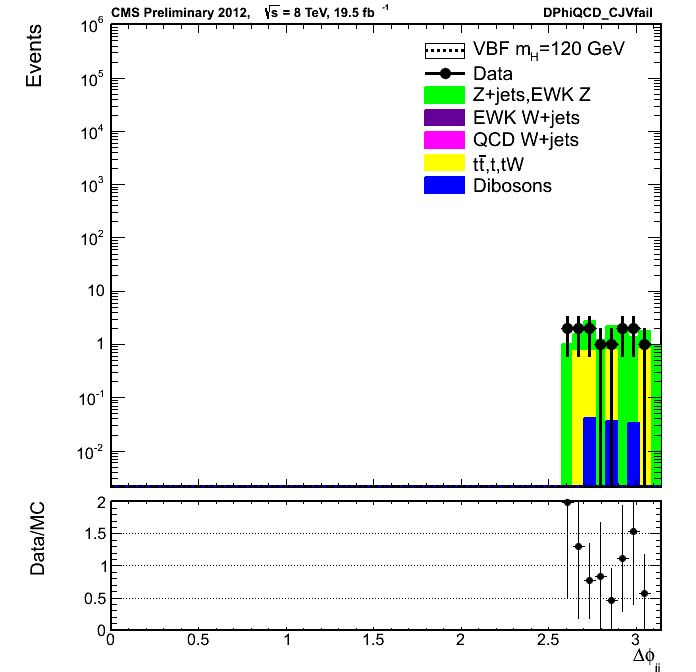 CMS Preliminary 2012, √s = 8 TeV, 19.5 fb⁻¹ DPhiQCD_CJVfail
Events
10⁶
10⁵
10⁴
10³
10²
10
1
10⁻¹
10⁻²
VBF m_H=120 GeV
Data
Z+jets,EWK Z
EWK W+jets
QCD W+jets
tt̄,t,tW
Dibosons
Data/MC
2
1.5
1
0.5
0
0 0.5 1 1.5 2 2.5 3
Δϕ_jj